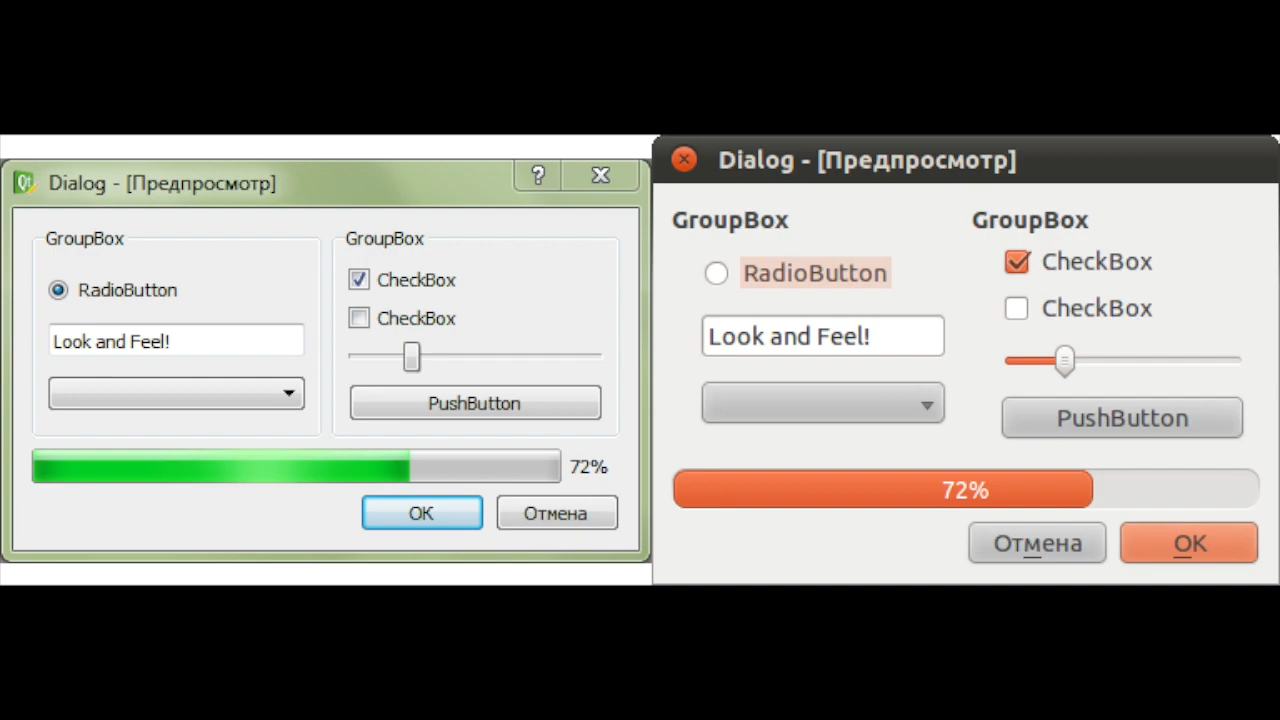 Qt Dialog - [Предпросмотр] ?
GroupBox
RadioButton
Look and Feel!
GroupBox
CheckBox
CheckBox
PushButton
72%
OK Отмена
Dialog - [Предпросмотр]
GroupBox
RadioButton
Look and Feel!
GroupBox
CheckBox
CheckBox
PushButton
72%
Отмена OK